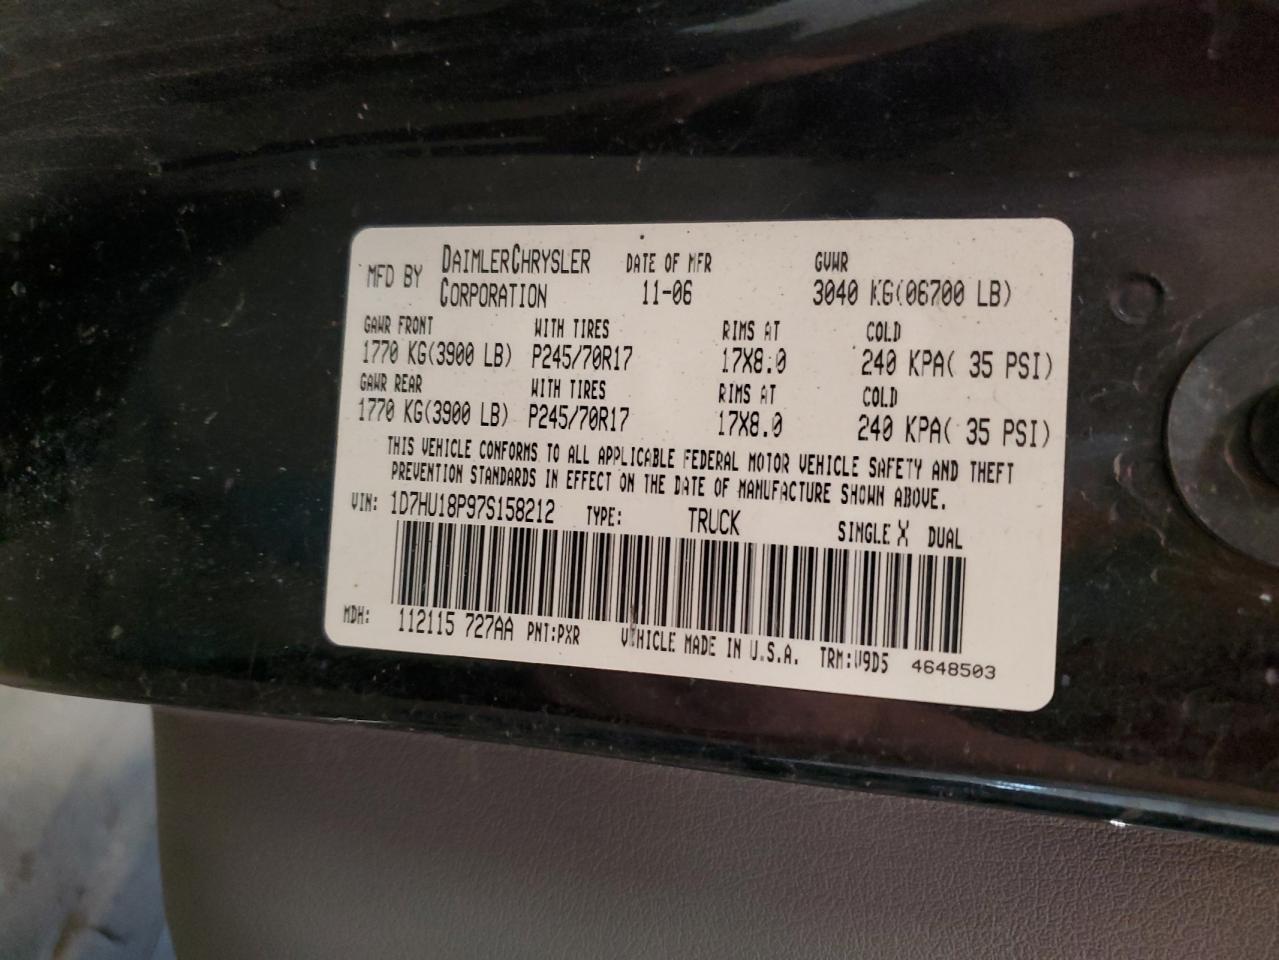 MFD BY DAIMLERCHRYSLER CORPORATION DATE OF MFR 11-06 GVWR 3040 KG(06700 LB)
GAWR FRONT WITH TIRES RIMS AT COLD
1770 KG(3900 LB) P245/70R17 17X8.0 240 KPA( 35 PSI)
GAWR REAR WITH TIRES RIMS AT COLD
1770 KG(3900 LB) P245/70R17 17X8.0 240 KPA( 35 PSI)
THIS VEHICLE CONFORMS TO ALL APPLICABLE FEDERAL MOTOR VEHICLE SAFETY AND THEFT
PREVENTION STANDARDS IN EFFECT ON THE DATE OF MANUFACTURE SHOWN ABOVE.
VIN: 1D7HU18P97S158212 TYPE: TRUCK SINGLE X DUAL
MDH: 112115 727AA PNT:PXR VEHICLE MADE IN U.S.A. TRM:V9D5 4648503